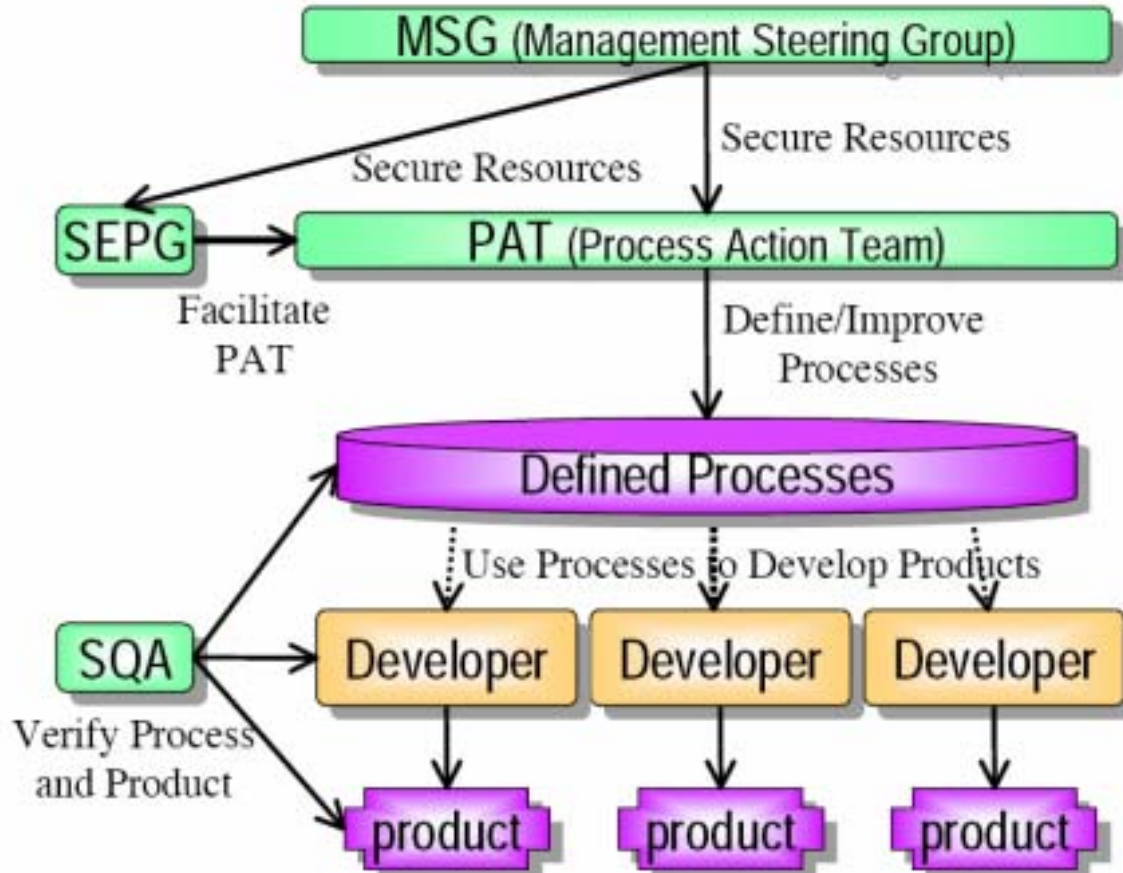 MSG (Management Steering Group)
Secure Resources
Secure Resources
SEPG
PAT (Process Action Team)
Facilitate
PAT
Define/Improve
Processes
Defined Processes
Use Processes to Develop Products
SQA
Developer
Developer
Developer
Verify Process
and Product
product
product
product